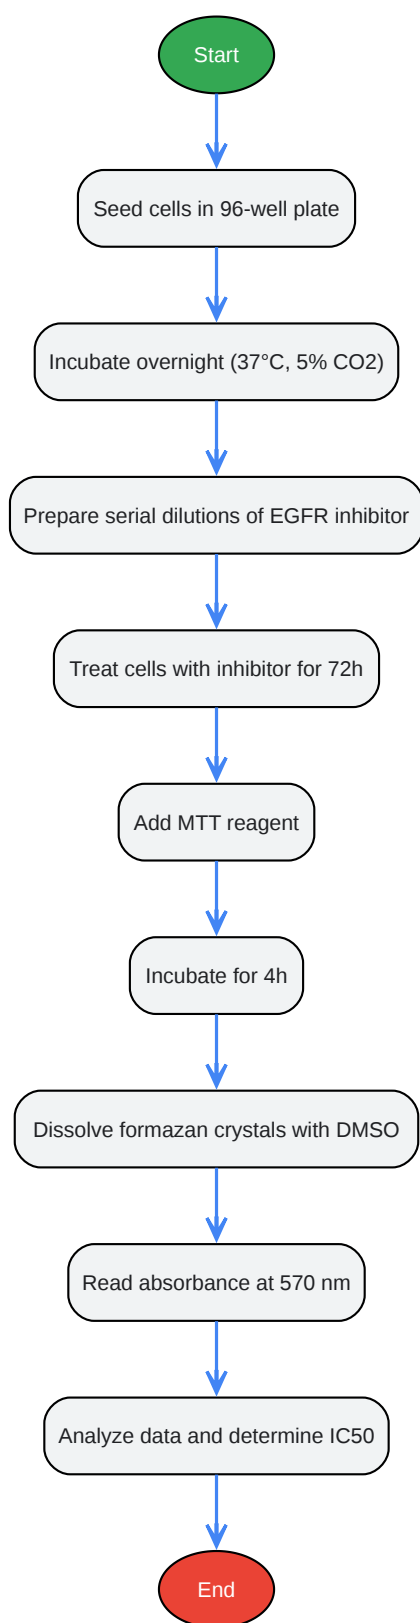 Start
Seed cells in 96-well plate
Incubate overnight (37°C, 5% CO2)
Prepare serial dilutions of EGFR inhibitor
Treat cells with inhibitor for 72h
Add MTT reagent
Incubate for 4h
Dissolve formazan crystals with DMSO
Read absorbance at 570 nm
Analyze data and determine IC50
End